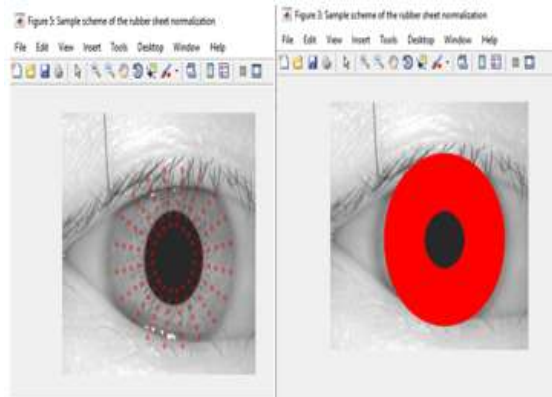 Figure 5: Sample scheme of the rubber sheet normalization
File Edit View Insert Tools Desktop Window Help
Figure 3: Sample scheme of the rubber sheet normalization
File Edit View Insert Tools Desktop Window Help